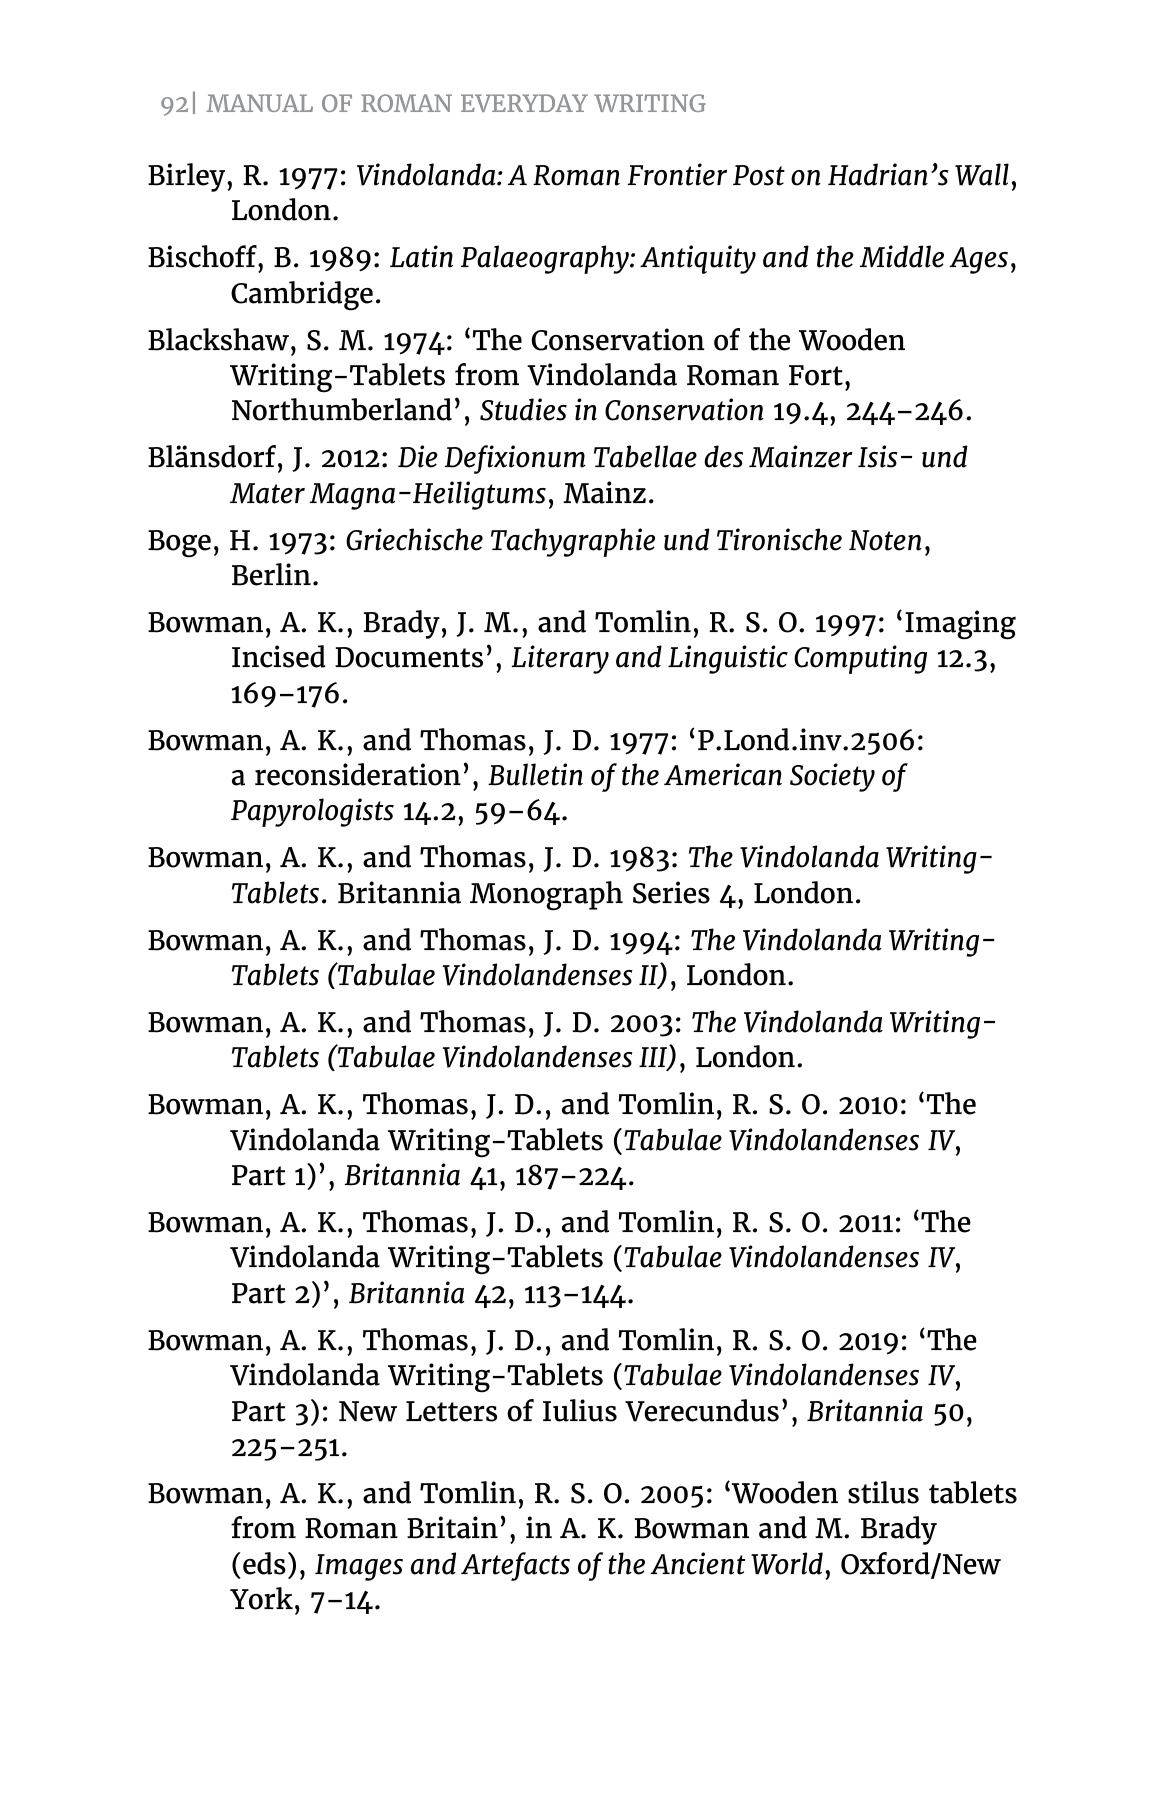 92| MANUAL OF ROMAN EVERYDAY WRITING
Birley, R. 1977: Vindolanda: A Roman Frontier Post on Hadrian’s Wall,
London.
Bischoff, B. 1989: Latin Palaeography: Antiquity and the Middle Ages,
Cambridge.
Blackshaw, S. M. 1974: ‘The Conservation of the Wooden
Writing-Tablets from Vindolanda Roman Fort,
Northumberland’, Studies in Conservation 19.4, 244–246.
Blänsdorf, J. 2012: Die Defixionum Tabellae des Mainzer Isis- und
Mater Magna-Heiligtums, Mainz.
Boge, H. 1973: Griechische Tachygraphie und Tironische Noten,
Berlin.
Bowman, A. K., Brady, J. M., and Tomlin, R. S. O. 1997: ‘Imaging
Incised Documents’, Literary and Linguistic Computing 12.3,
169–176.
Bowman, A. K., and Thomas, J. D. 1977: ‘P.Lond.inv.2506:
a reconsideration’, Bulletin of the American Society of
Papyrologists 14.2, 59–64.
Bowman, A. K., and Thomas, J. D. 1983: The Vindolanda Writing-
Tablets. Britannia Monograph Series 4, London.
Bowman, A. K., and Thomas, J. D. 1994: The Vindolanda Writing-
Tablets (Tabulae Vindolandenses II), London.
Bowman, A. K., and Thomas, J. D. 2003: The Vindolanda Writing-
Tablets (Tabulae Vindolandenses III), London.
Bowman, A. K., Thomas, J. D., and Tomlin, R. S. O. 2010: ‘The
Vindolanda Writing-Tablets (Tabulae Vindolandenses IV,
Part 1)’, Britannia 41, 187–224.
Bowman, A. K., Thomas, J. D., and Tomlin, R. S. O. 2011: ‘The
Vindolanda Writing-Tablets (Tabulae Vindolandenses IV,
Part 2)’, Britannia 42, 113–144.
Bowman, A. K., Thomas, J. D., and Tomlin, R. S. O. 2019: ‘The
Vindolanda Writing-Tablets (Tabulae Vindolandenses IV,
Part 3): New Letters of Iulius Verecundus’, Britannia 50,
225–251.
Bowman, A. K., and Tomlin, R. S. O. 2005: ‘Wooden stilus tablets
from Roman Britain’, in A. K. Bowman and M. Brady
(eds), Images and Artefacts of the Ancient World, Oxford/New
York, 7–14.